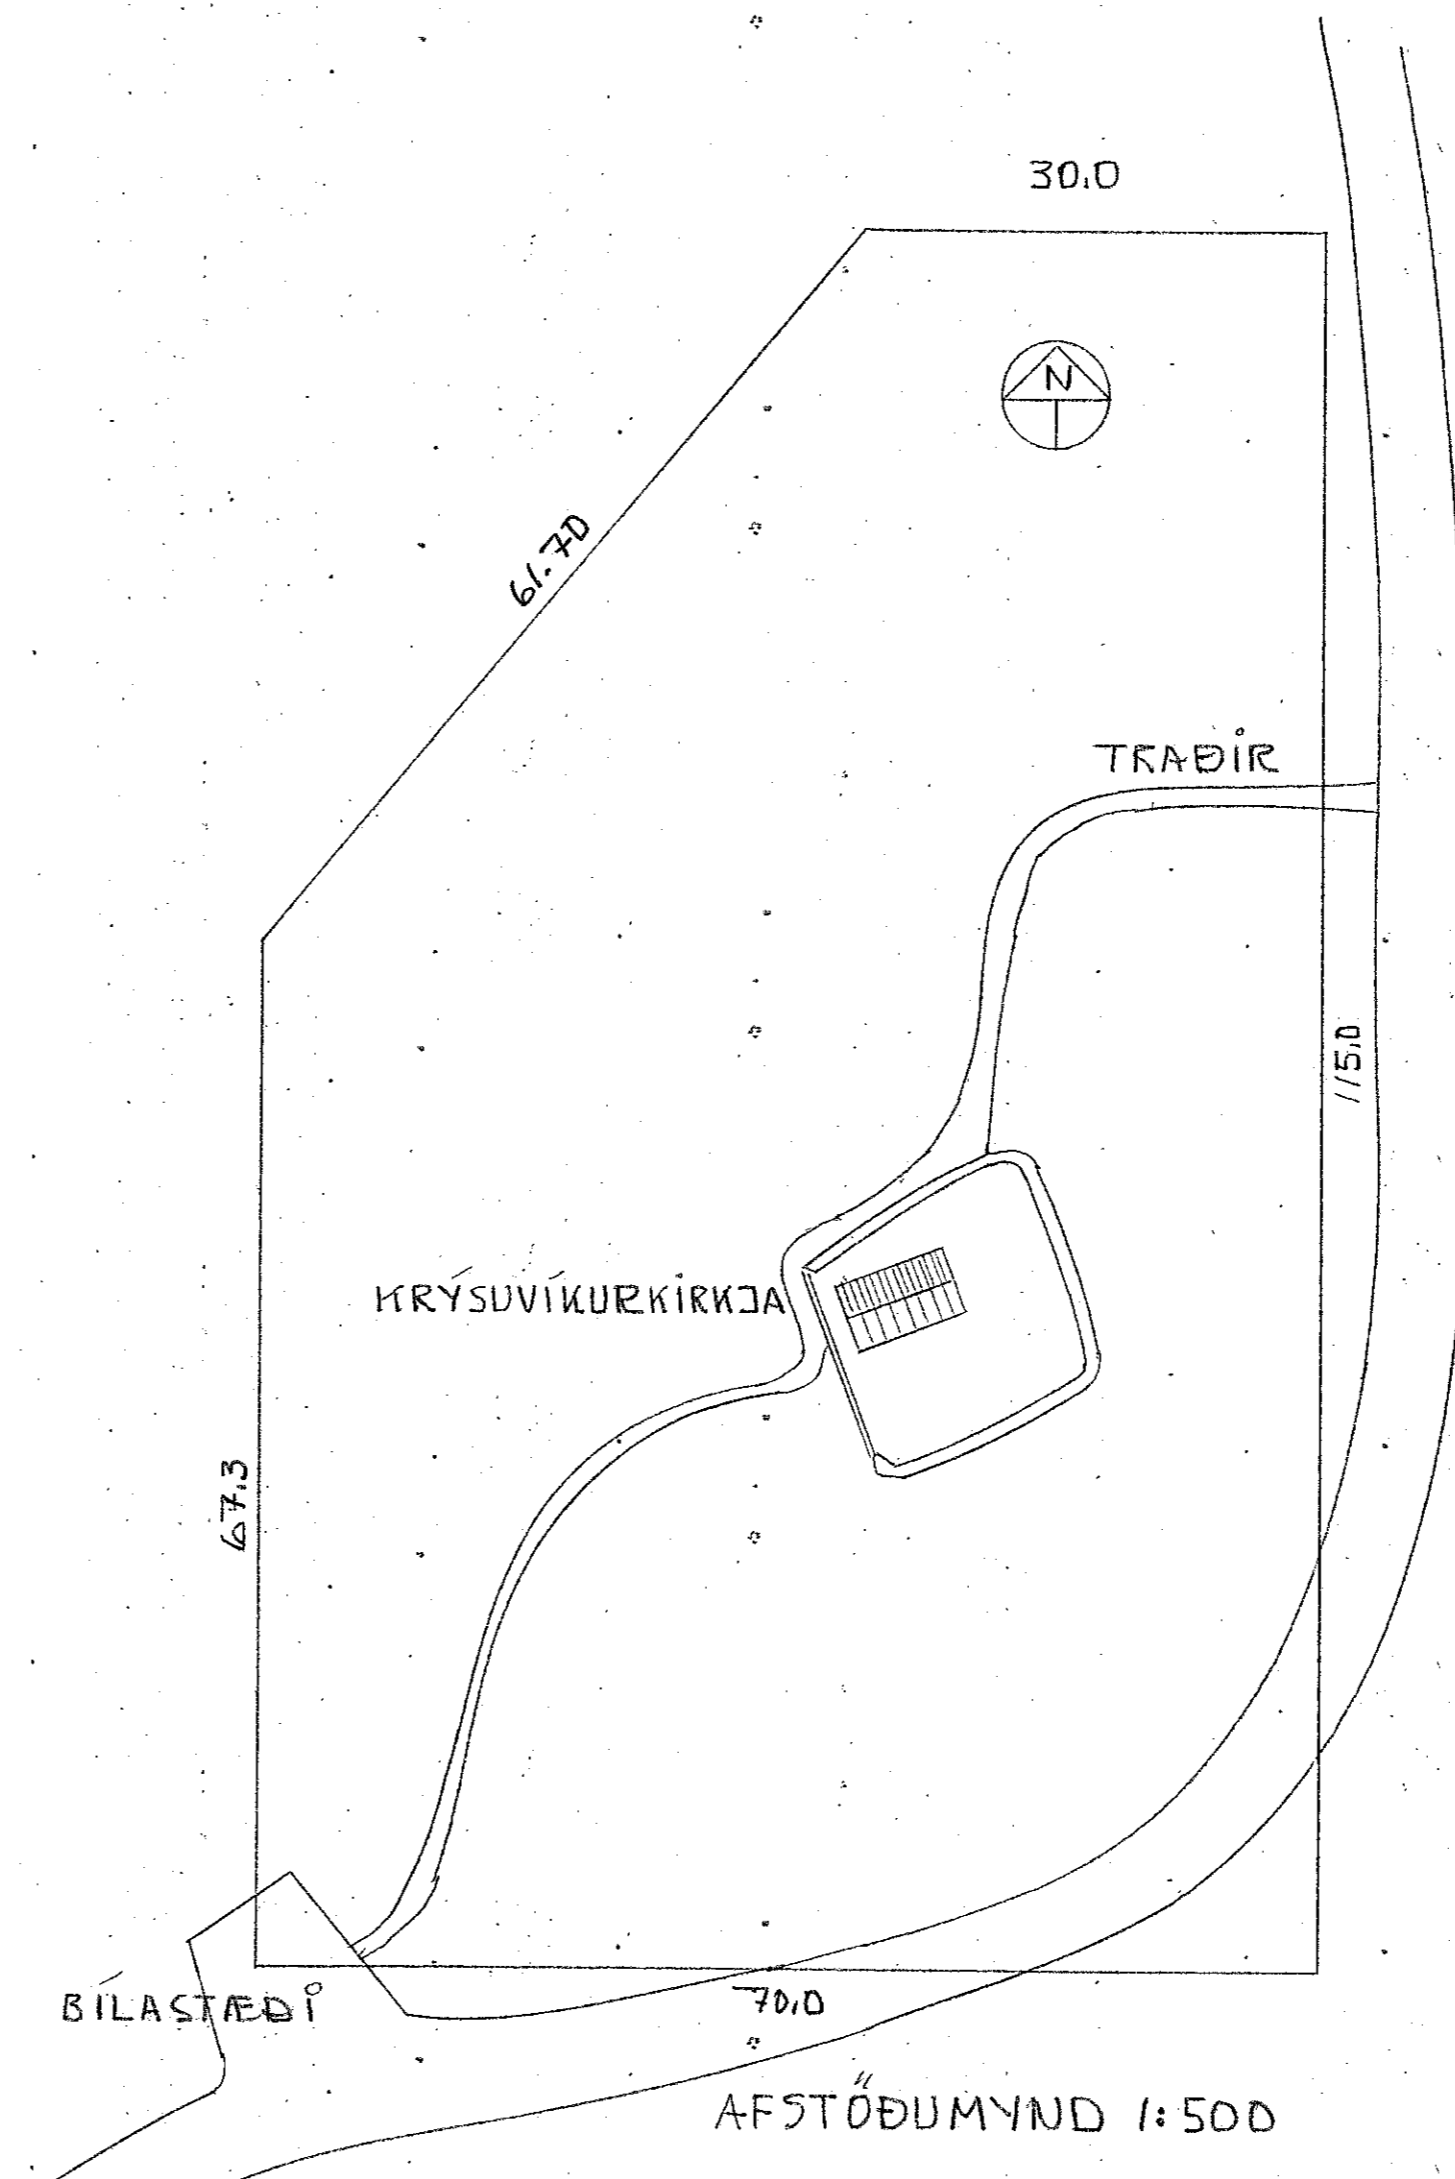 30.0
N
61.70
TRAÐIR
115.0
KRÝSUVÍKURKIRKJA
67.3
BÍLASTÆÐI
70.0
AFSTÖÐUMYND 1:500